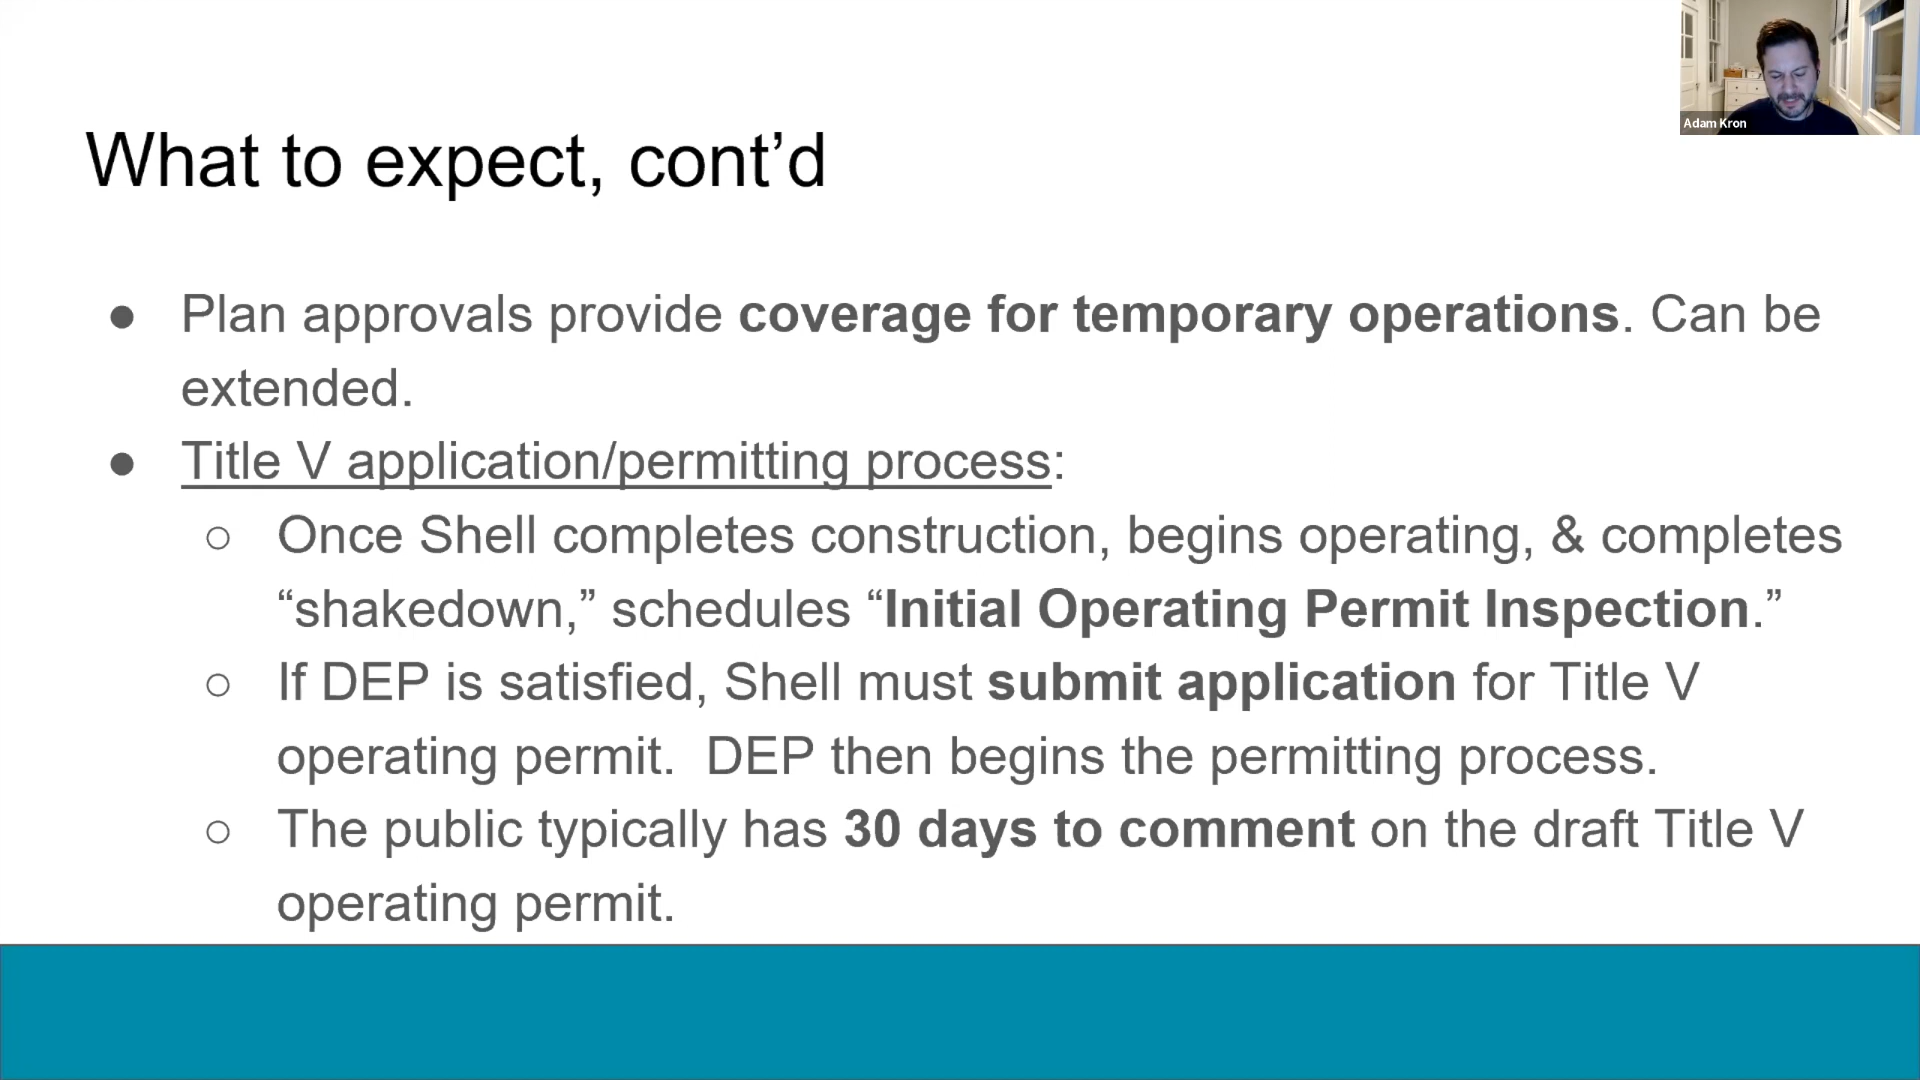 Adam Kron
What to expect, cont’d
● Plan approvals provide coverage for temporary operations. Can be
extended.
● Title V application/permitting process:
○ Once Shell completes construction, begins operating, & completes
“shakedown,” schedules “Initial Operating Permit Inspection.”
○ If DEP is satisfied, Shell must submit application for Title V
operating permit.  DEP then begins the permitting process.
○ The public typically has 30 days to comment on the draft Title V
operating permit.